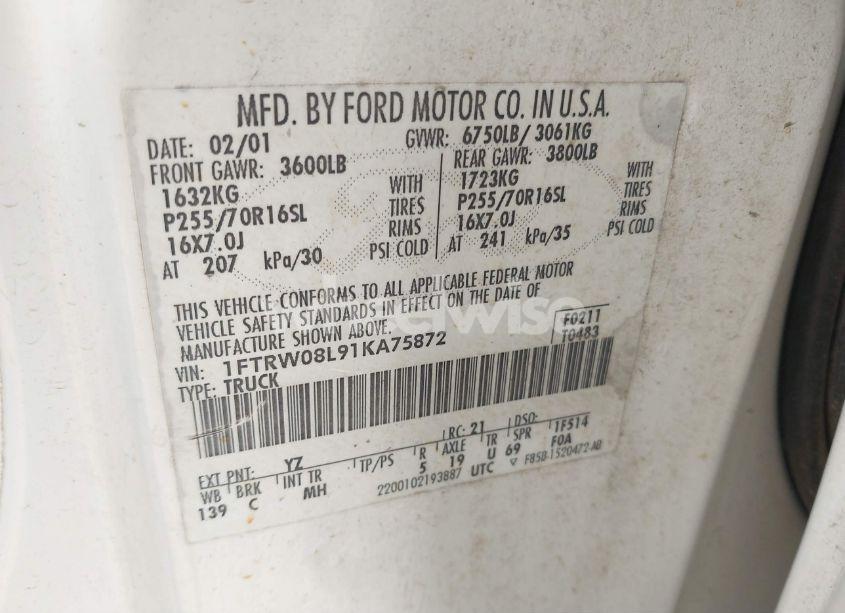 MFD. BY FORD MOTOR CO. IN U.S.A.
DATE: 02/01 GVWR: 6750LB/ 3061KG
FRONT GAWR: 3600LB REAR GAWR: 3800LB
1632KG WITH 1723KG WITH
P255/70R16SL TIRES P255/70R16SL TIRES
16X7.0J RIMS 16X7.0J RIMS
AT 207 kPa/30 PSI COLD AT 241 kPa/35 PSI COLD
THIS VEHICLE CONFORMS TO ALL APPLICABLE FEDERAL MOTOR
VEHICLE SAFETY STANDARDS IN EFFECT ON THE DATE OF
MANUFACTURE SHOWN ABOVE.
F0211
VIN: 1FTRW08L91KA75872 T0483
TYPE: TRUCK
RC: 21 DSO:
EXT PNT: YZ TP/PS R AXLE TR SPR 1F514
WB BRK INT TR 5 19 U 69 F0A
139 C MH 2200102193887 UTC F85B-1520472-AB